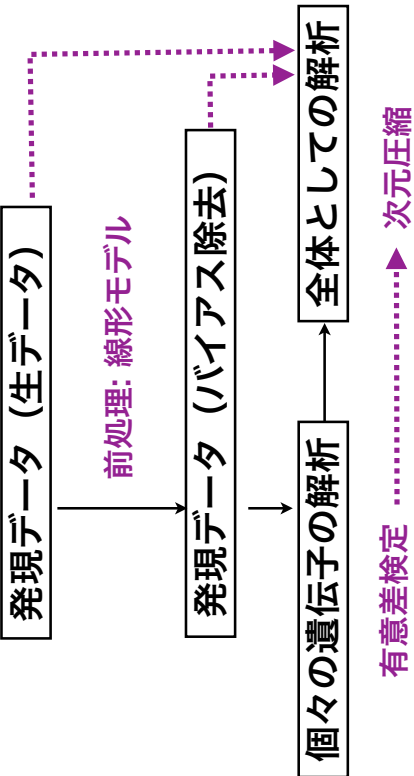 発現データ（生データ）
前処理: 線形モデル
発現データ（バイアス除去）
個々の遺伝子の解析
全体としての解析
有意差検定
次元圧縮